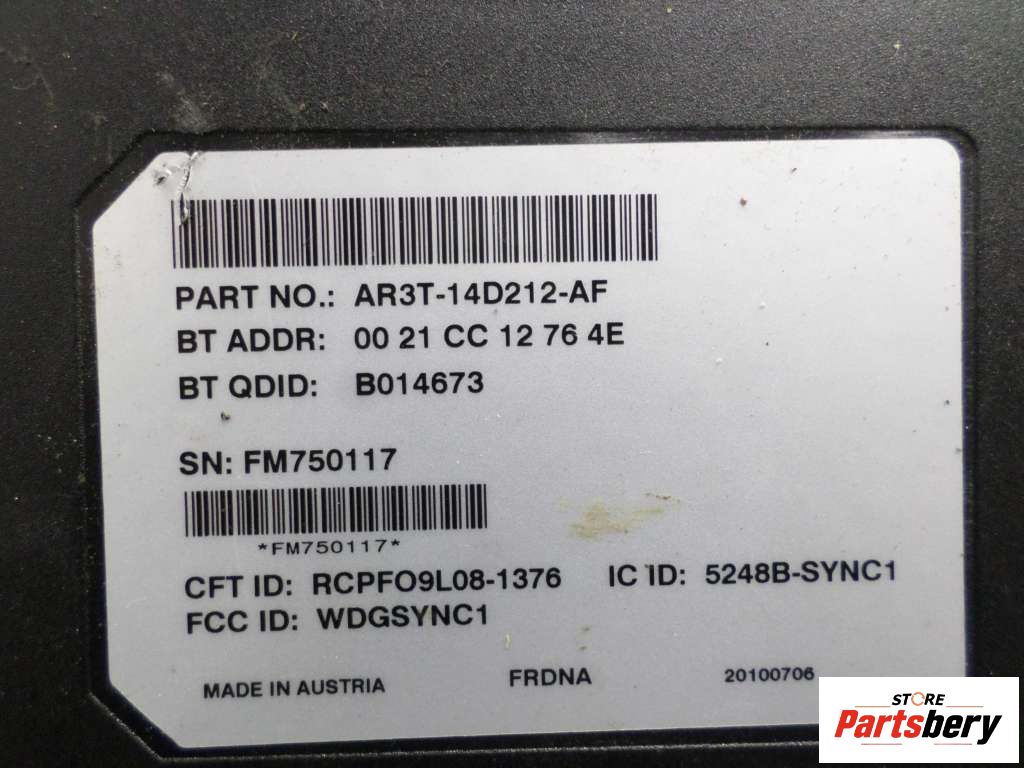 PART NO.: AR3T-14D212-AF
BT ADDR: 00 21 CC 12 76 4E
BT QDID: B014673
SN: FM750117
*FM750117*
CFT ID: RCPFO9L08-1376 IC ID: 5248B-SYNC1
FCC ID: WDGSYNC1
MADE IN AUSTRIA FRDNA 20100706
STORE
Partsbery